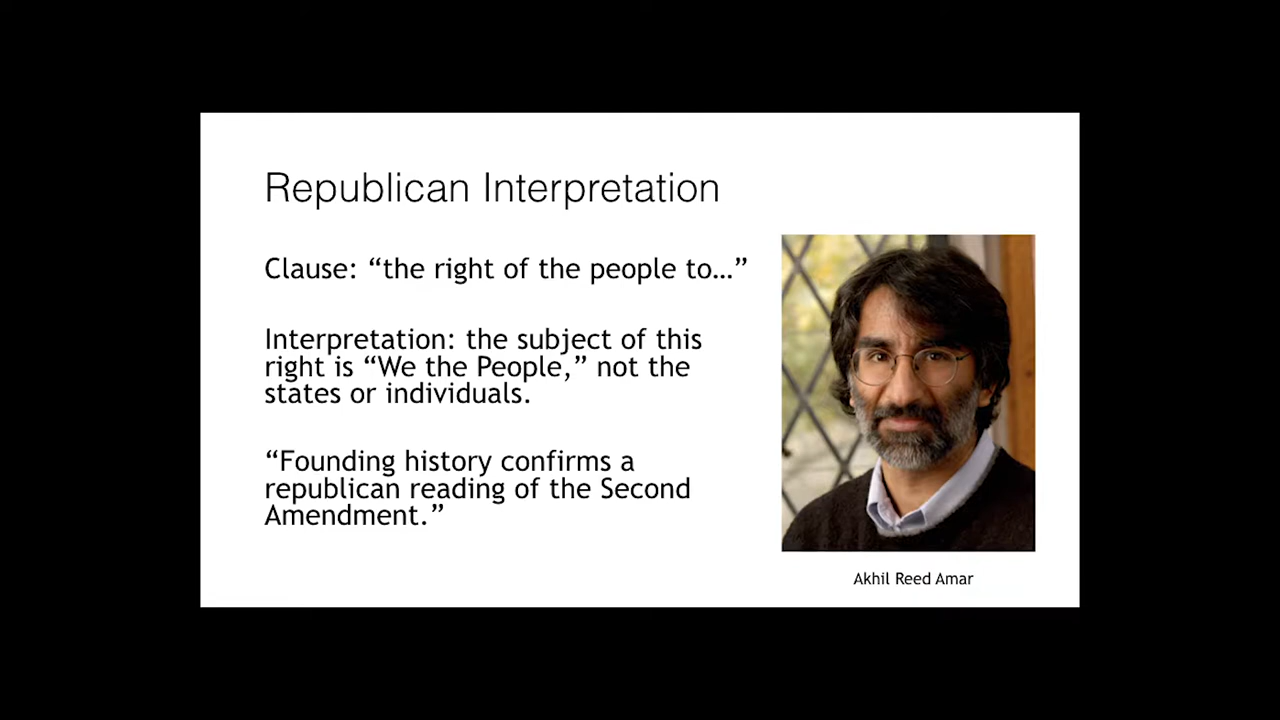 Republican Interpretation
Clause: “the right of the people to…”
Interpretation: the subject of this
right is “We the People,” not the
states or individuals.
“Founding history confirms a
republican reading of the Second
Amendment.”
Akhil Reed Amar